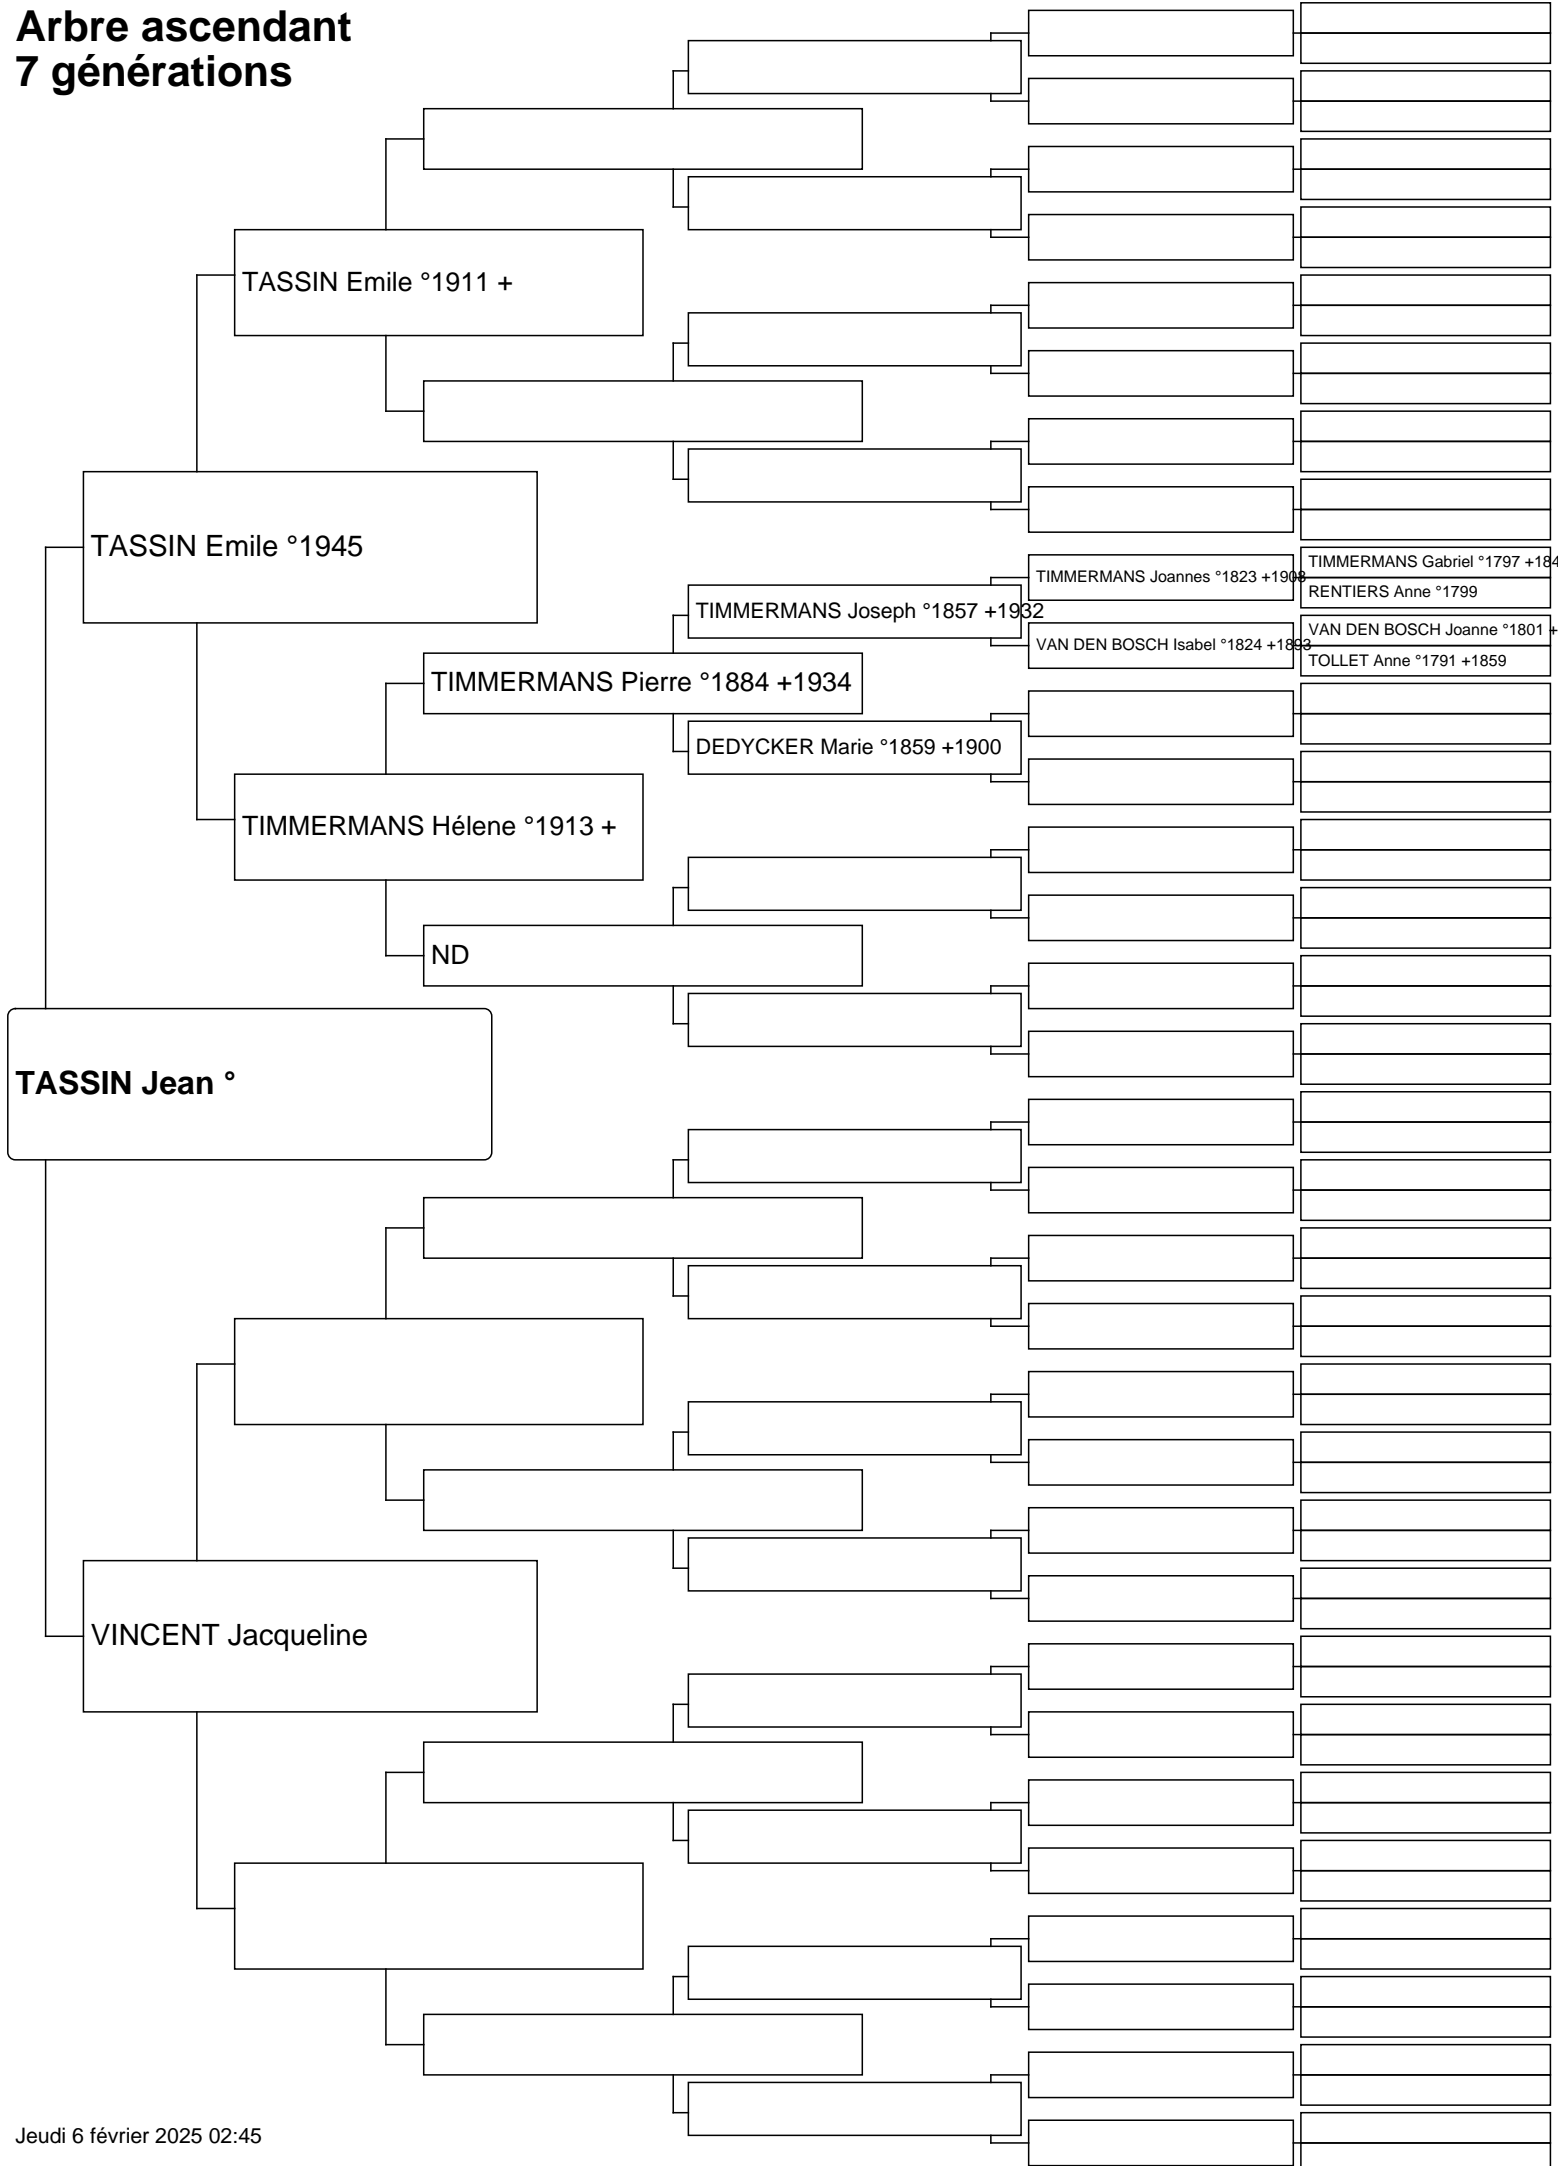 Arbre ascendant
7 générations
TASSIN Emile °1911 +
TASSIN Emile °1945
TIMMERMANS Gabriel °1797 +184
TIMMERMANS Joannes °1823 +1908
RENTIERS Anne °1799
TIMMERMANS Joseph °1857 +1932
VAN DEN BOSCH Joanne °1801 +
VAN DEN BOSCH Isabel °1824 +1893
TOLLET Anne °1791 +1859
TIMMERMANS Pierre °1884 +1934
DEDYCKER Marie °1859 +1900
TIMMERMANS Hélene °1913 +
ND
TASSIN Jean °
VINCENT Jacqueline
Jeudi 6 février 2025 02:45